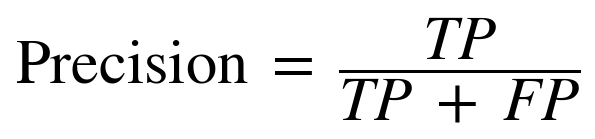 Precision = TP / TP + FP